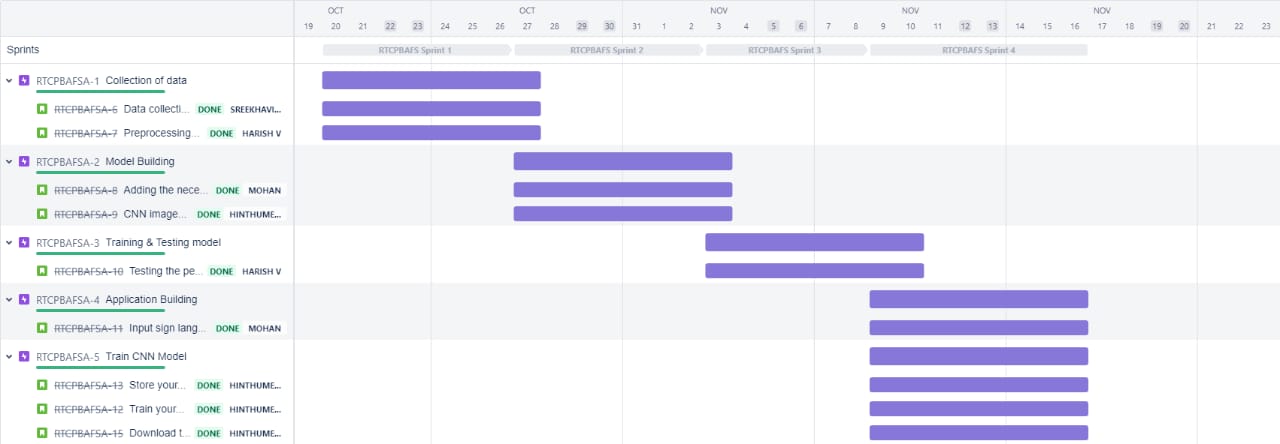 OCT OCT NOV NOV NOV
19 20 21 22 23 24 25 26 27 28 29 30 31 1 2 3 4 5 6 7 8 9 10 11 12 13 14 15 16 17 18 19 20 21 22 23
Sprints RTCPBAFS Sprint 1 RTCPBAFS Sprint 2 RTCPBAFS Sprint 3 RTCPBAFS Sprint 4
RTCPBAFSA-1 Collection of data
RTCPBAFSA-6 Data collecti... DONE SREEKHAVI...
RTCPBAFSA-7 Preprocessing... DONE HARISH V
RTCPBAFSA-2 Model Building
RTCPBAFSA-8 Adding the nece... DONE MOHAN
RTCPBAFSA-9 CNN image... DONE HINTHUME...
RTCPBAFSA-3 Training & Testing model
RTCPBAFSA-10 Testing the pe... DONE HARISH V
RTCPBAFSA-4 Application Building
RTCPBAFSA-11 Input sign lang... DONE MOHAN
RTCPBAFSA-5 Train CNN Model
RTCPBAFSA-13 Store your... DONE HINTHUME...
RTCPBAFSA-12 Train your... DONE HINTHUME...
RTCPBAFSA-15 Download t... DONE HINTHUME...